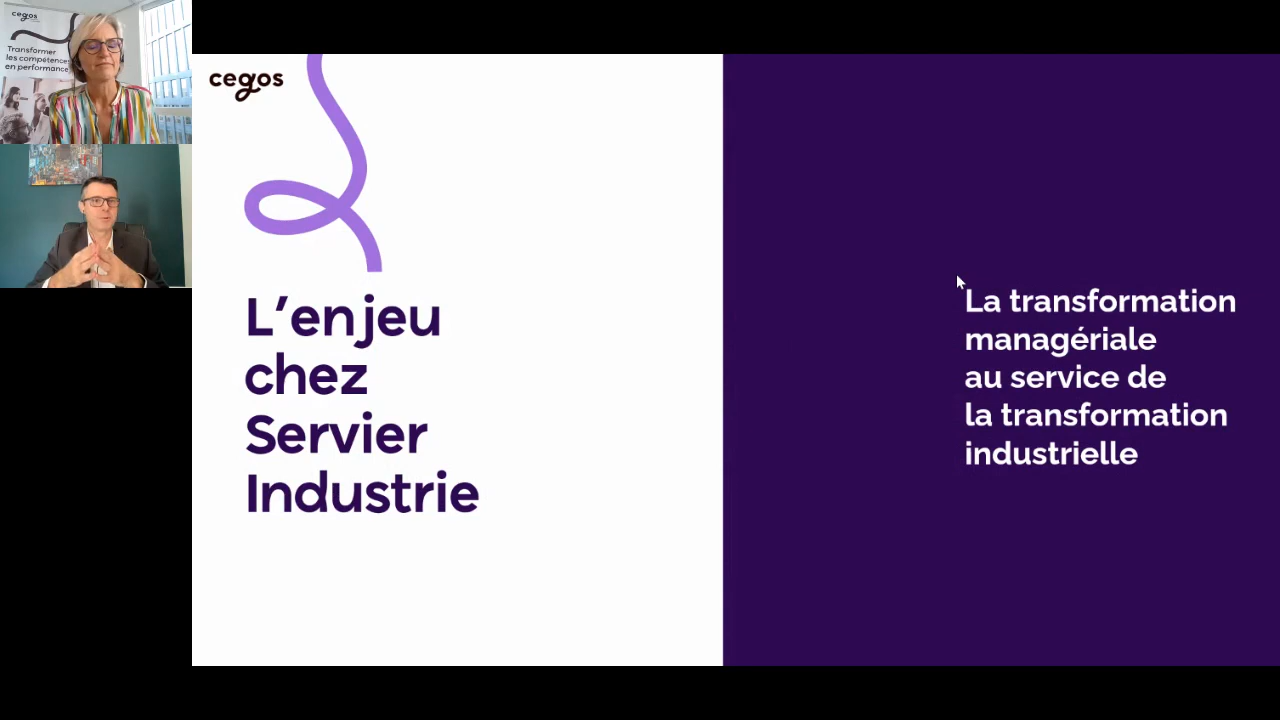 cegos
Transformer
les compétences
en performance
cegos
L'enjeu
chez
Servier
Industrie
La transformation
managériale
au service de
la transformation
industrielle